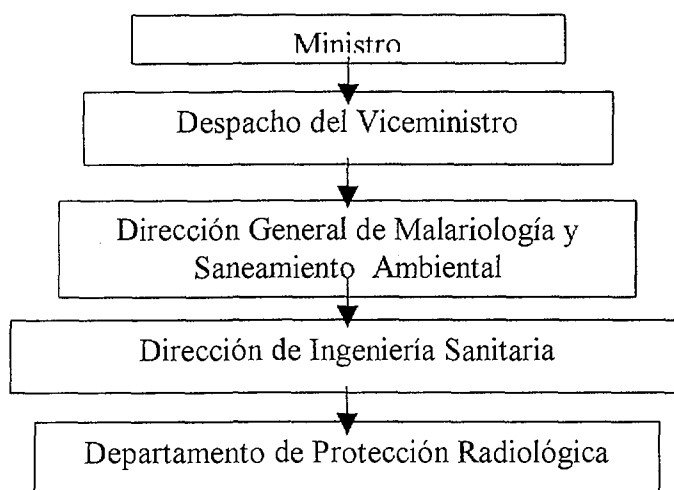 Ministro
Despacho del Viceministro
Dirección General de Malariología y
Saneamiento Ambiental
Dirección de Ingeniería Sanitaria
Departamento de Protección Radiológica